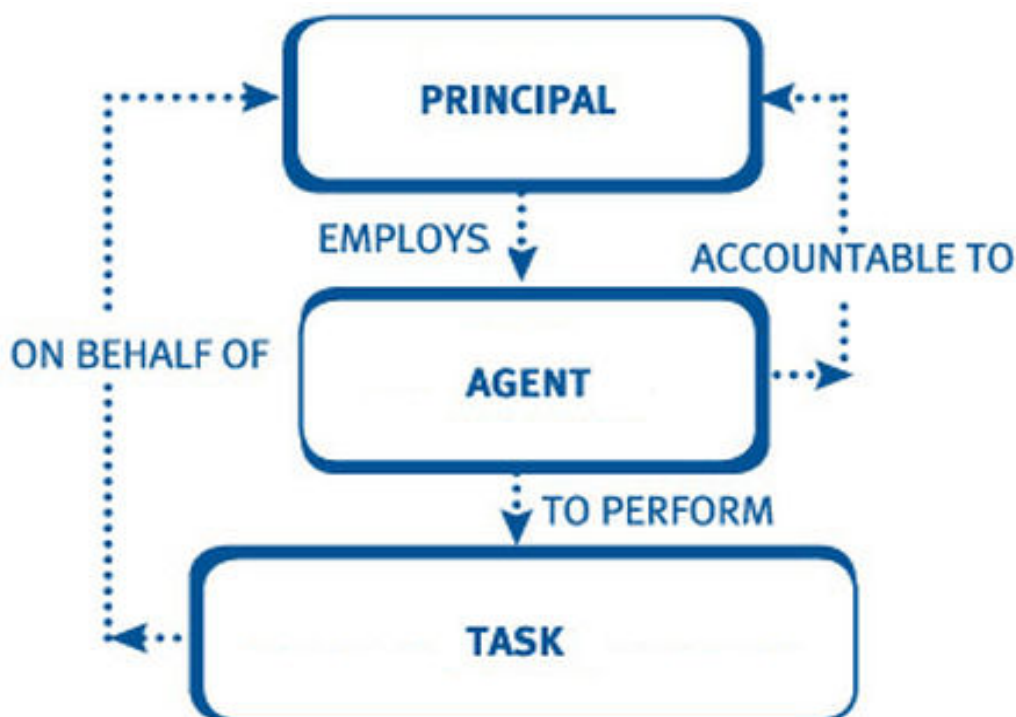 PRINCIPAL
EMPLOYS
ACCOUNTABLE TO
ON BEHALF OF
AGENT
TO PERFORM
TASK